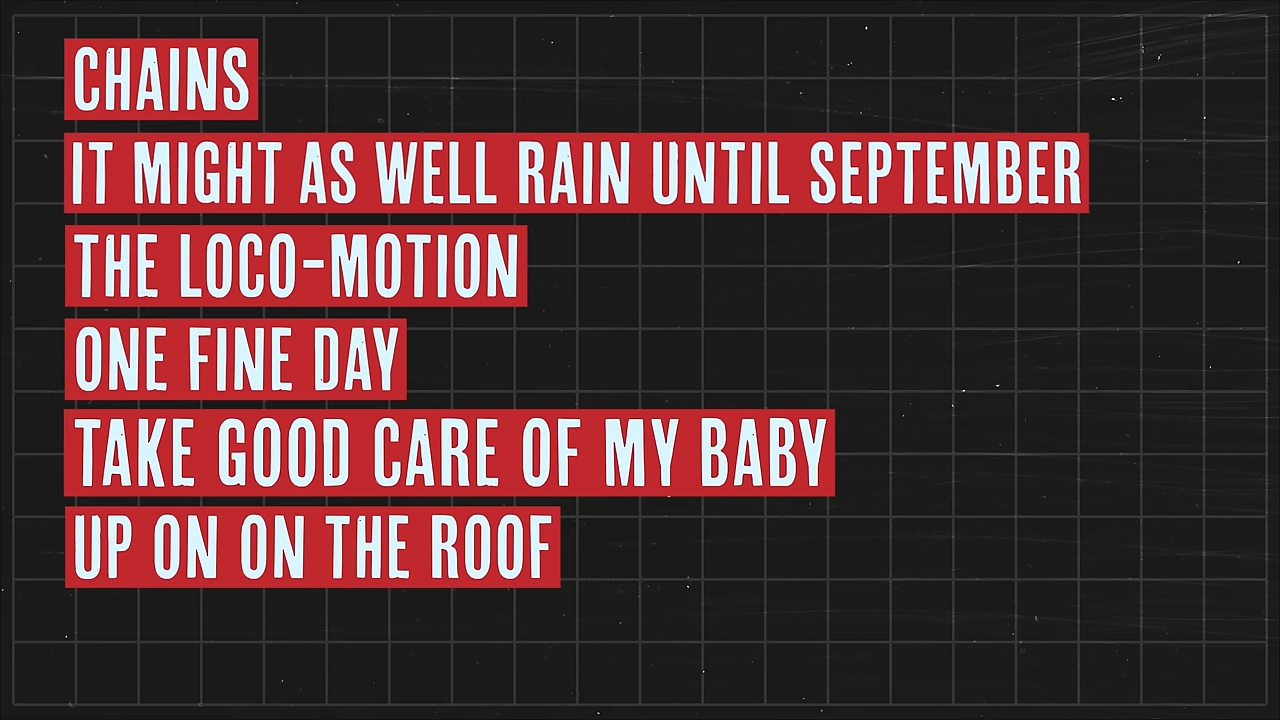 CHAINS
IT MIGHT AS WELL RAIN UNTIL SEPTEMBER
THE LOCO-MOTION
ONE FINE DAY
TAKE GOOD CARE OF MY BABY
UP ON ON THE ROOF